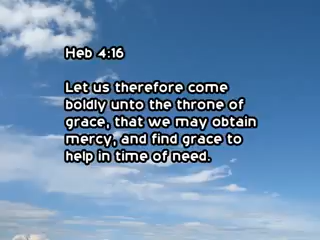 Heb 4:16
Let us therefore come
boldly unto the throne of
grace, that we may obtain
mercy, and find grace to
help in time of need.